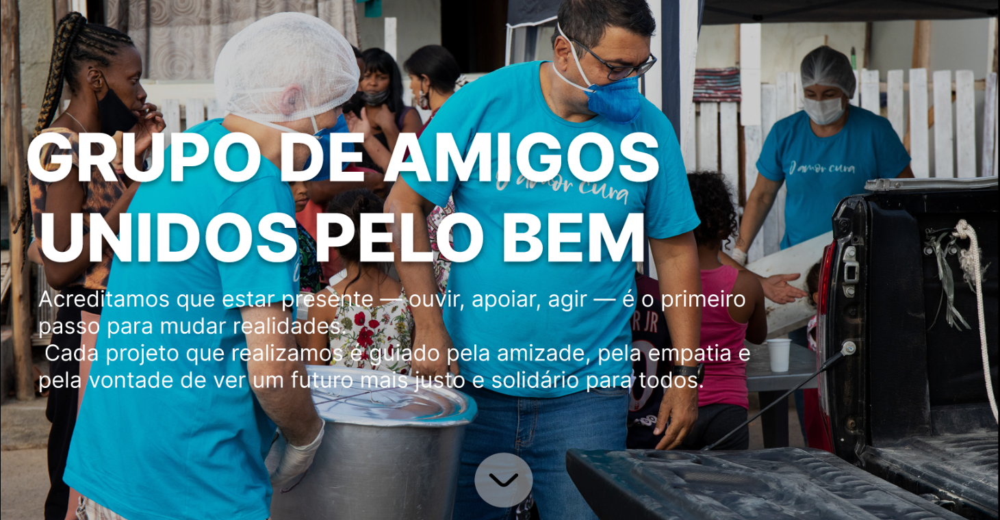 GRUPO DE AMIGOS
UNIDOS PELO BEM
O amor cura
O amor cura
Acreditamos que estar presente — ouvir, apoiar, agir — é o primeiro
passo para mudar realidades.
Cada projeto que realizamos é guiado pela amizade, pela empatia e
pela vontade de ver um futuro mais justo e solidário para todos.
R JR